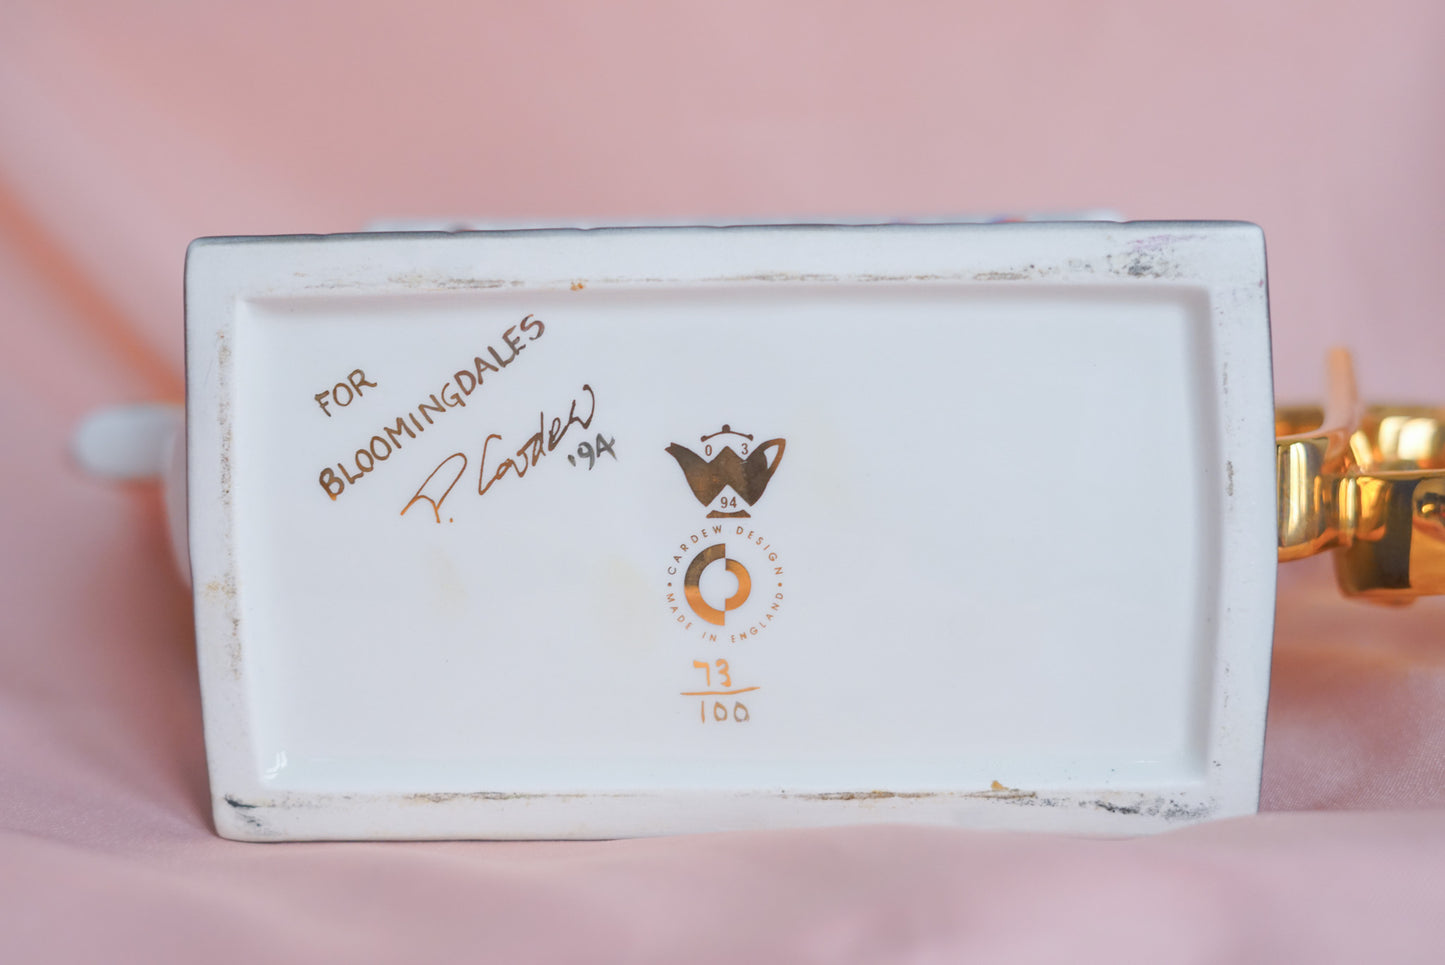 FOR
BLOOMINGDALES
P. Cardew
'94
0 3
94
CARDEW DESIGN
MADE IN ENGLAND
73
100